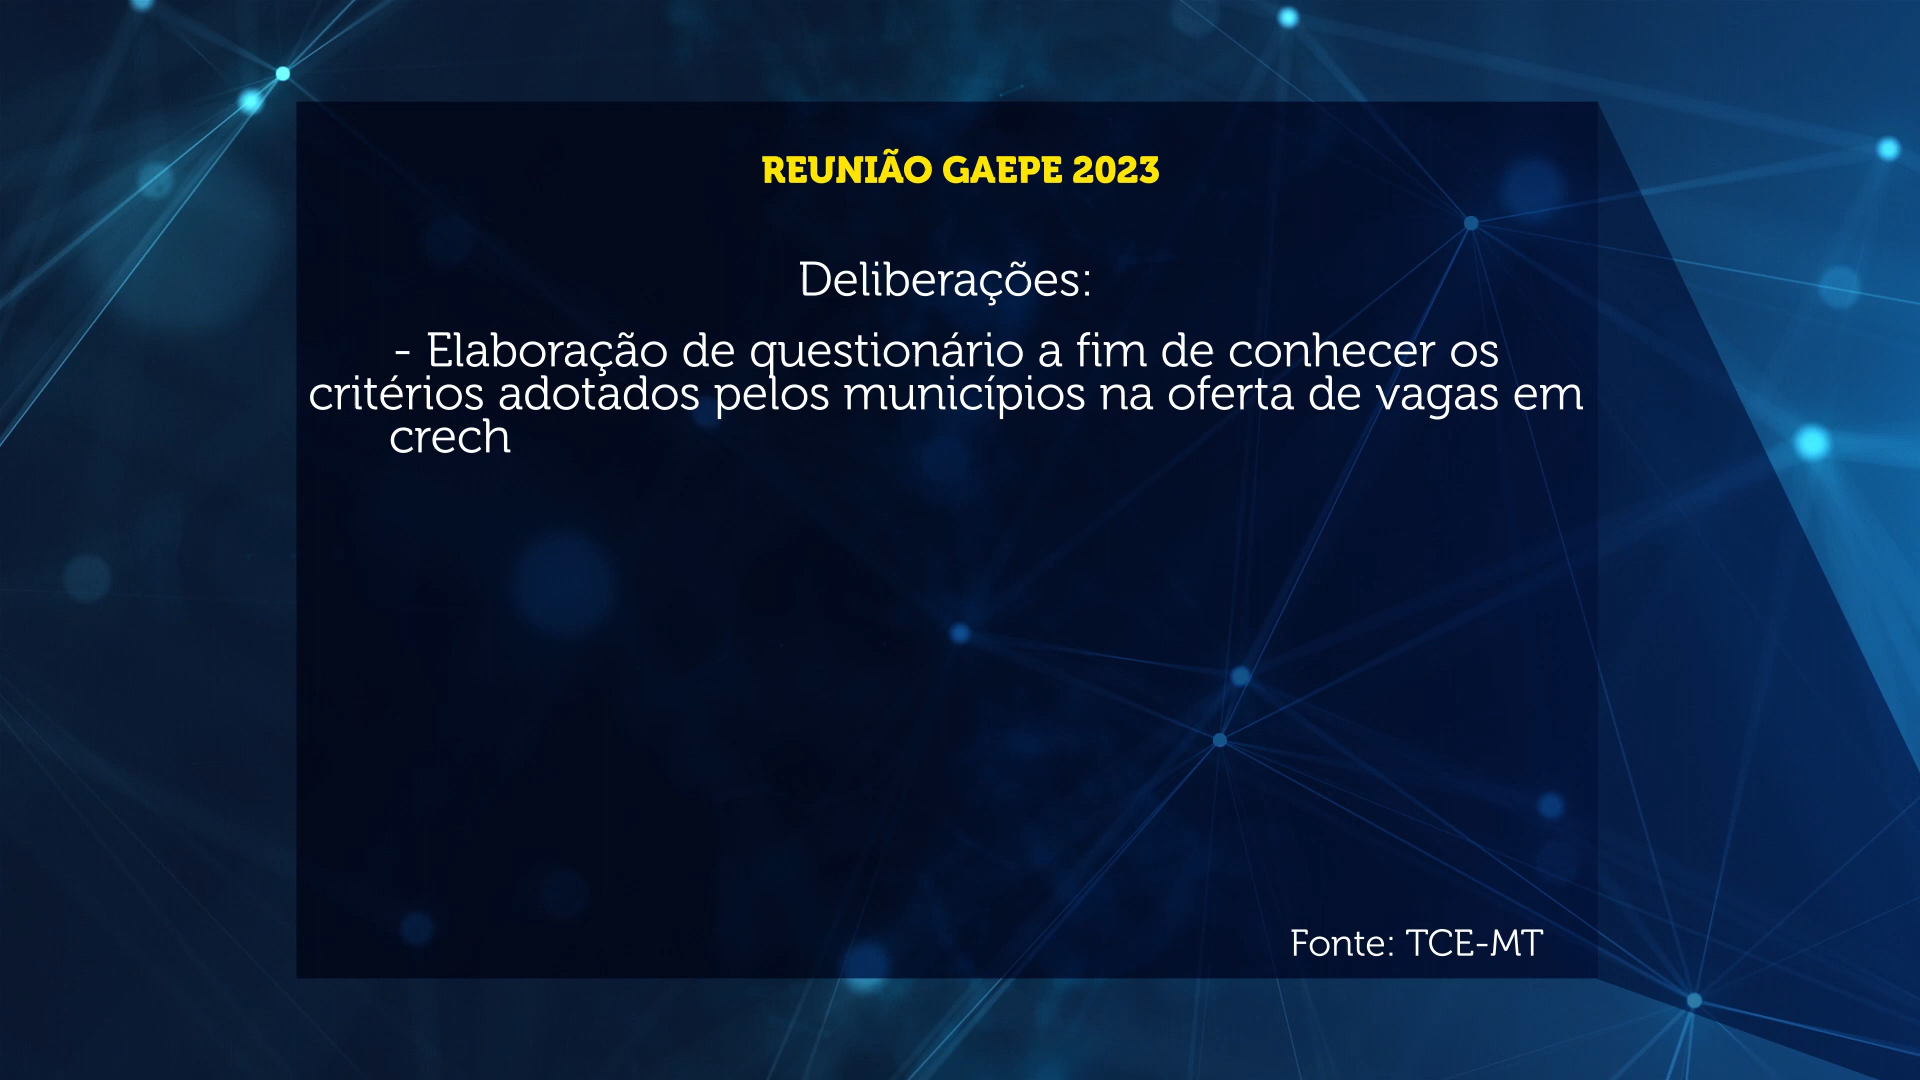 REUNIÃO GAEPE 2023
Deliberações:
- Elaboração de questionário a fim de conhecer os
critérios adotados pelos municípios na oferta de vagas em
crech
Fonte: TCE-MT